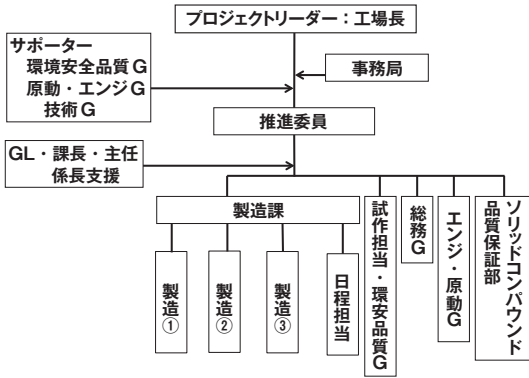 プロジェクトリーダー：工場長
サポーター
環境安全品質G
原動・エンジG
技術G
事務局
推進委員
GL・課長・主任
係長支援
製造課
製造①
製造②
製造③
日程担当
試作担当・環安品質G
総務G
エンジ・原動G
ソリッドコンパウンド
品質保証部